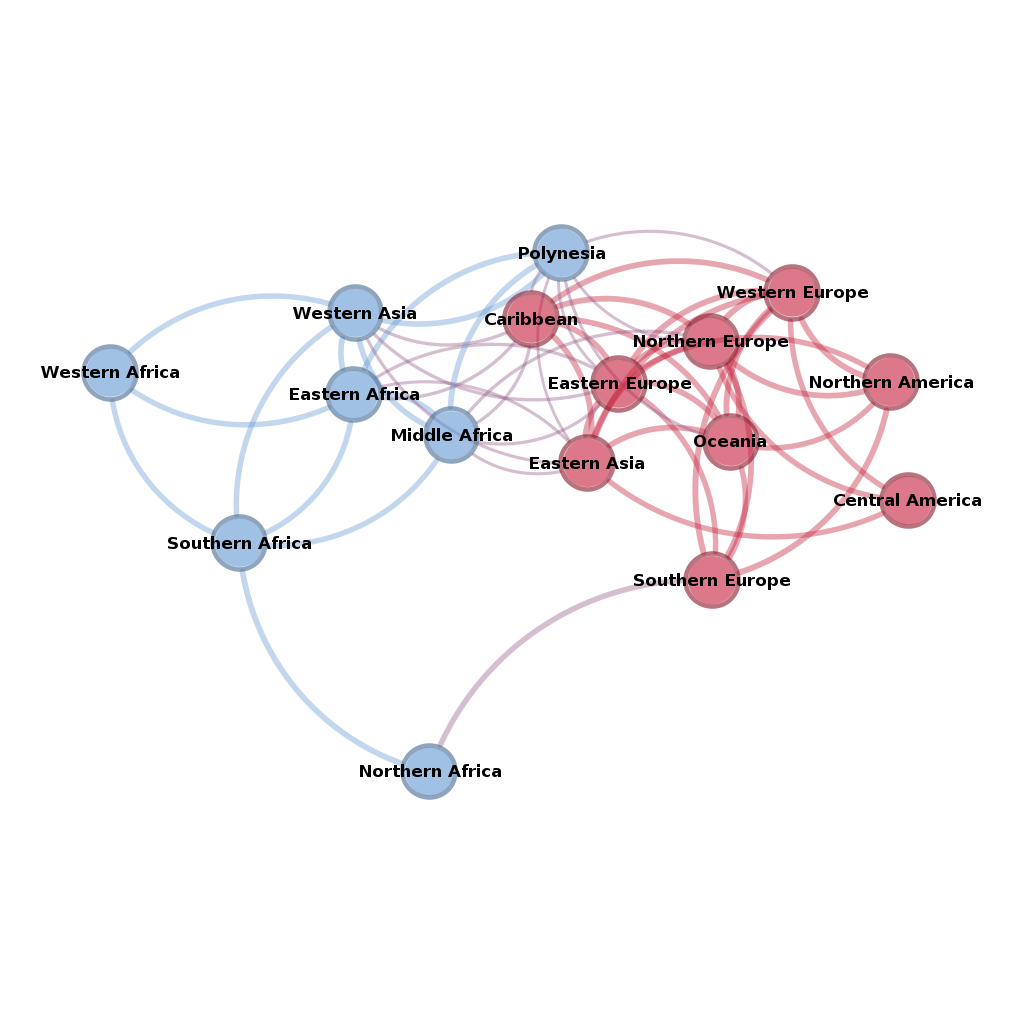 Polynesia
Western Europe
Western Asia
Caribbean
Northern Europe
Western Africa
Eastern Europe
Northern America
Eastern Africa
Middle Africa
Oceania
Eastern Asia
Central America
Southern Africa
Southern Europe
Northern Africa